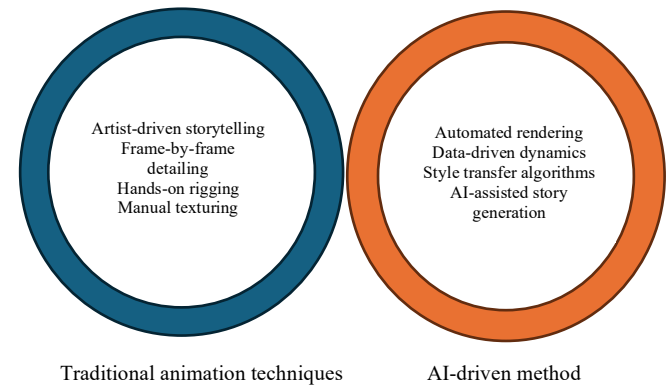 Artist-driven storytelling
Frame-by-frame
detailing
Hands-on rigging
Manual texturing
Automated rendering
Data-driven dynamics
Style transfer algorithms
AI-assisted story
generation
Traditional animation techniques
AI-driven method